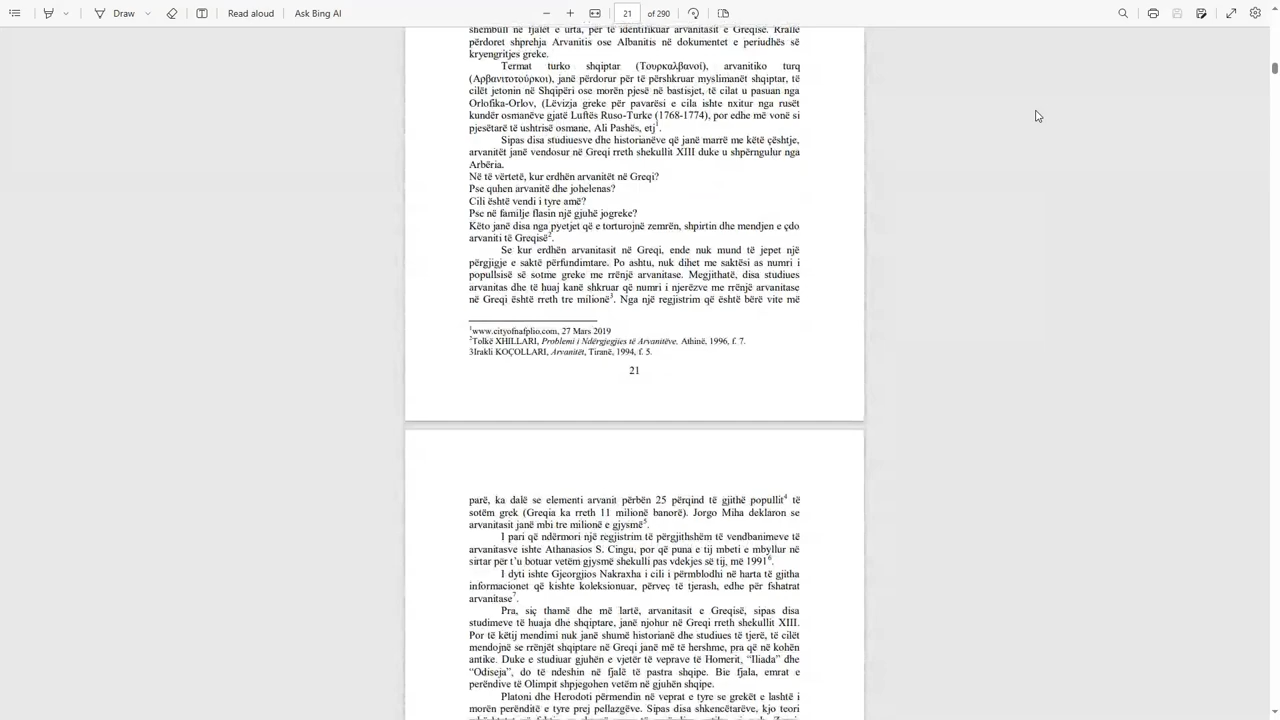 Draw
Read aloud
Ask Bing AI
21
of 290
shembull në fjalët e urta, për të identifikuar arvanitasit e Greqisë. Rrallë
përdoret shprehja Arvanitis ose Albanitis në dokumentet e periudhës së
kryengritjes greke.
Termat turko shqiptar (Τουρκαλβανοί), arvanitiko turq
(Αρβανιτοτούρκοι), janë përdorur për të përshkruar myslimanët shqiptar, të
cilët jetonin në Shqipëri ose morën pjesë në bastisjet, të cilat u pasuan nga
Orlofika-Orlov, (Lëvizja greke për pavarësi e cila ishte nxitur nga rusët
kundër osmanëve gjatë Luftës Ruso-Turke (1768-1774), por edhe më vonë si
pjesëtarë të ushtrisë osmane, Ali Pashës, etj1.
Sipas disa studiuesve dhe historianëve që janë marrë me këtë çështje,
arvanitët janë vendosur në Greqi rreth shekullit XIII duke u shpërngulur nga
Arbëria.
Në të vërtetë, kur erdhën arvanitët në Greqi?
Pse quhen arvanitë dhe johelenas?
Cili është vendi i tyre amë?
Pse në familje flasin një gjuhë jogreke?
Këto janë disa nga pyetjet që e torturojnë zemrën, shpirtin dhe mendjen e çdo
arvaniti të Greqisë2.
Se kur erdhën arvanitasit në Greqi, ende nuk mund të jepet një
përgjigje e saktë përfundimtare. Po ashtu, nuk dihet me saktësi as numri i
popullsisë së sotme greke me rrënjë arvanitase. Megjithatë, disa studiues
arvanitas dhe të huaj kanë shkruar që numri i njerëzve me rrënjë arvanitase
në Greqi është rreth tre milionë3. Nga një regjistrim që është bërë vite më
1www.cityofnafplio.com, 27 Mars 2019
2Tolkë XHILLARI, Problemi i Ndërgjegjies të Arvanitëve, Athinë, 1996, f. 7.
3Irakli KOÇOLLARI, Arvanitët, Tiranë, 1994, f. 5.
21
parë, ka dalë se elementi arvanit përbën 25 përqind të gjithë popullit4 të
sotëm grek (Greqia ka rreth 11 milionë banorë). Jorgo Miha deklaron se
arvanitasit janë mbi tre milionë e gjysmë5.
I pari që ndërmori një regjistrim të përgjithshëm të vendbanimeve të
arvanitasve ishte Athanasios S. Cingu, por që puna e tij mbeti e mbyllur në
sirtar për t'u botuar vetëm gjysmë shekulli pas vdekjes së tij, më 19916.
I dyti ishte Gjeorgjios Nakraxha i cili i përmblodhi në harta të gjitha
informacionet që kishte koleksionuar, përveç të tjerash, edhe për fshatrat
arvanitase7.
Pra, siç thamë dhe më lartë, arvanitasit e Greqisë, sipas disa
studimeve të huaja dhe shqiptare, janë njohur në Greqi rreth shekullit XIII.
Por të këtij mendimi nuk janë shumë historianë dhe studiues të tjerë, të cilët
mendojnë se rrënjët shqiptare në Greqi janë më të hershme, pra që në kohën
antike. Duke e studiuar gjuhën e vjetër të veprave të Homerit, “Iliada” dhe
“Odiseja”, do të ndeshin në fjalë të pastra shqipe. Bie fjala, emrat e
perëndive të Olimpit shpjegohen vetëm në gjuhën shqipe.
Platoni dhe Herodoti përmendin në veprat e tyre se grekët e lashtë i
morën perënditë e tyre prej pellazgëve. Sipas disa shkencëtarëve, kjo teori